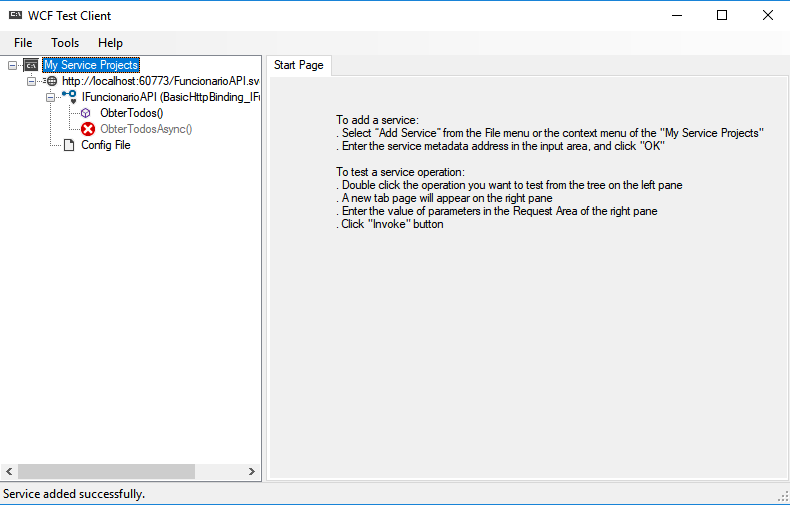 WCF Test Client
File Tools Help
My Service Projects
http://localhost:60773/FuncionarioAPI.sv
IFuncionarioAPI (BasicHttpBinding_IFu
ObterTodos()
ObterTodosAsync()
Config File
Start Page
To add a service:
. Select "Add Service" from the File menu or the context menu of the "My Service Projects"
. Enter the service metadata address in the input area, and click "OK"
To test a service operation:
. Double click the operation you want to test from the tree on the left pane
. A new tab page will appear on the right pane
. Enter the value of parameters in the Request Area of the right pane
. Click "Invoke" button
Service added successfully.